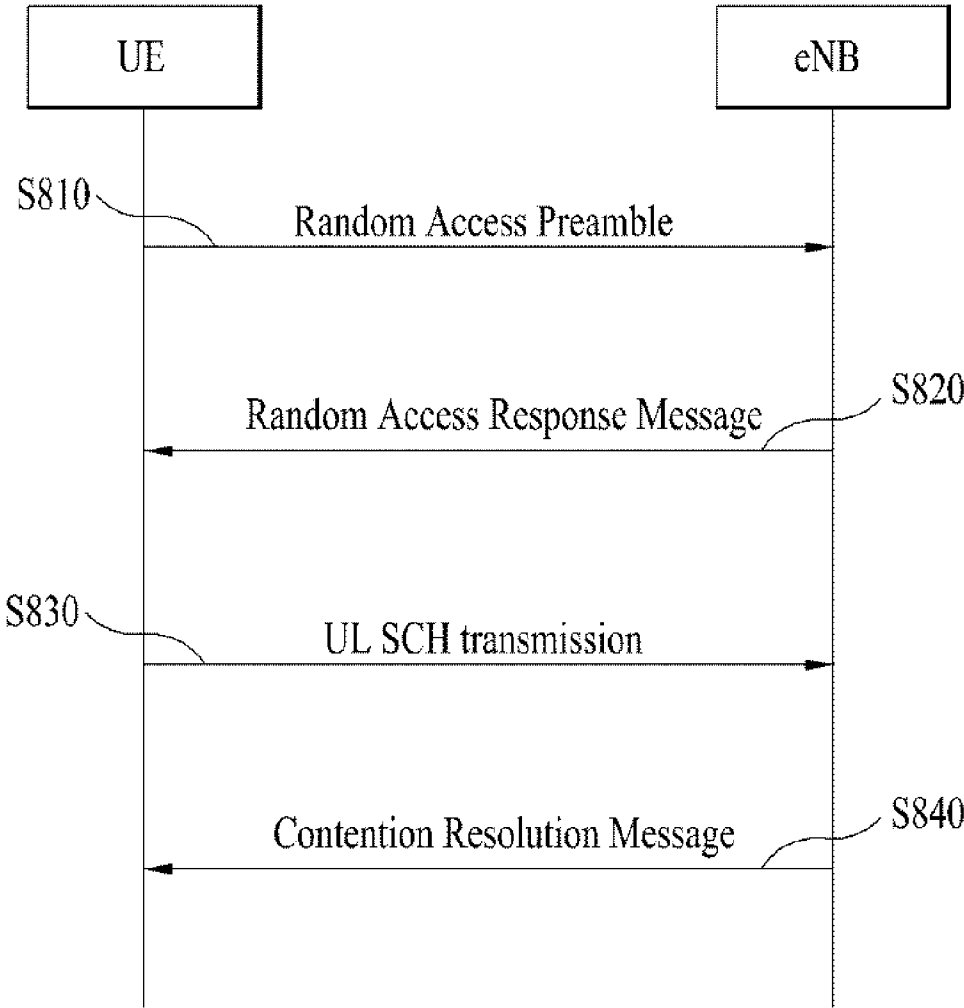 UE
eNB
S810
Random Access Preamble
S820
Random Access Response Message
S830
UL SCH transmission
S840
Contention Resolution Message